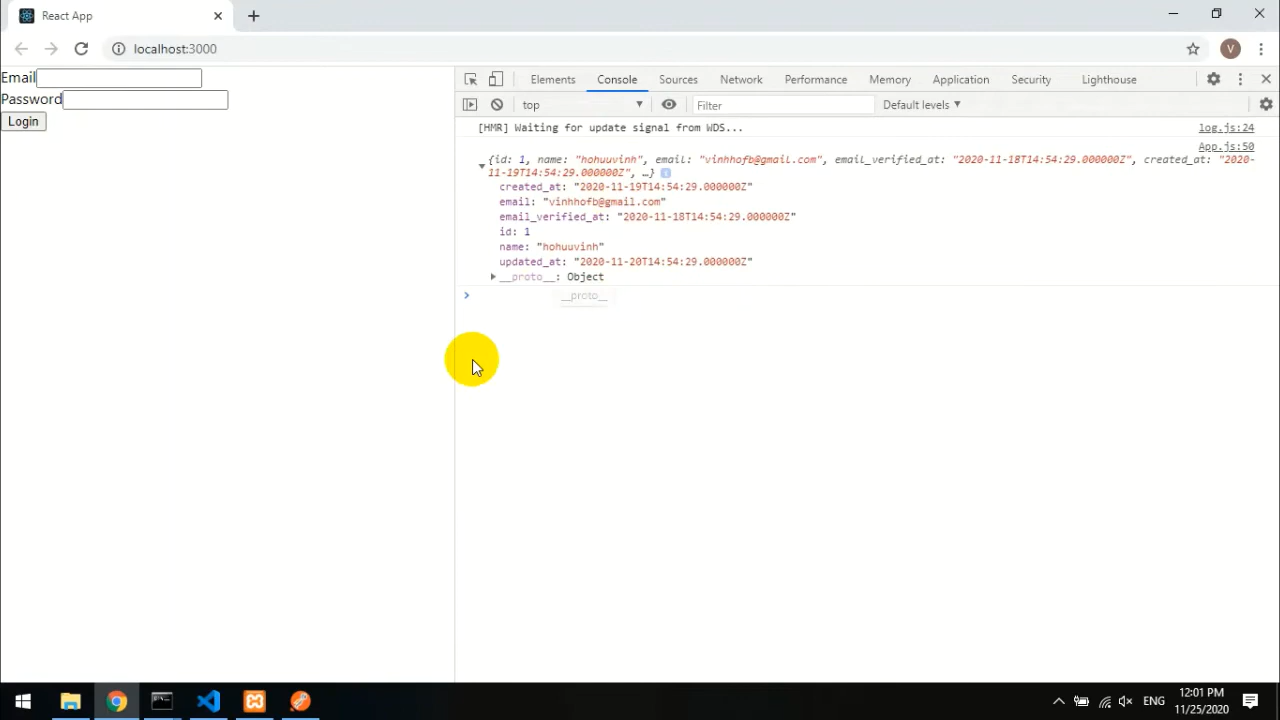 React App
localhost:3000
V
Email
Password
Login
Elements Console Sources Network Performance Memory Application Security Lighthouse
top Filter Default levels
[HMR] Waiting for update signal from WDS... log.js:24
App.js:50
{id: 1, name: "hohuuvinh", email: "vinhhofb@gmail.com", email_verified_at: "2020-11-18T14:54:29.000000Z", created_at: "2020-
11-19T14:54:29.000000Z", …} i
created_at: "2020-11-19T14:54:29.000000Z"
email: "vinhhofb@gmail.com"
email_verified_at: "2020-11-18T14:54:29.000000Z"
id: 1
name: "hohuuvinh"
updated_at: "2020-11-20T14:54:29.000000Z"
__proto__: Object
__proto__
ENG
12:01 PM
11/25/2020